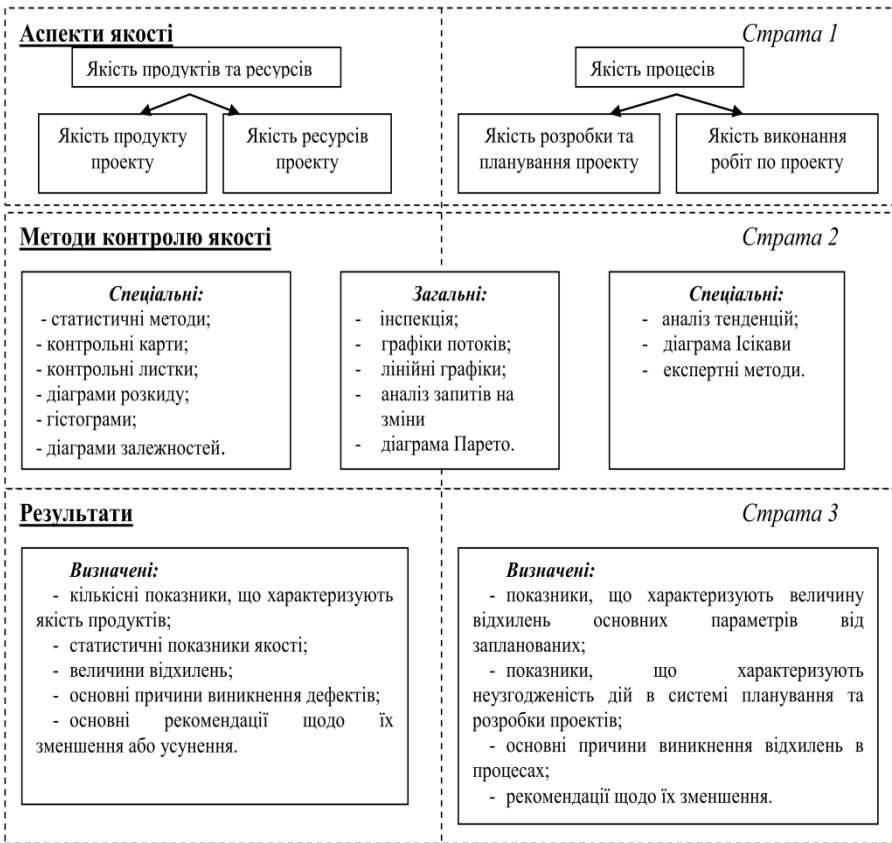 Аспекти якості
Страта 1
Якість продуктів та ресурсів
Якість процесів
Якість продукту
проекту
Якість ресурсів
проекту
Якість розробки та
планування проекту
Якість виконання
робіт по проекту
Методи контролю якості
Страта 2
Спеціальні:
- статистичні методи;
- контрольні карти;
- контрольні листки;
- діаграми розкиду;
- гістограми;
- діаграми залежностей.
Загальні:
- інспекція;
- графіки потоків;
- лінійні графіки;
- аналіз запитів на
зміни
- діаграма Парето.
Спеціальні:
- аналіз тенденцій;
- діаграма Ісікави
- експертні методи.
Результати
Страта 3
Визначені:
- кількісні показники, що характеризують
якість продуктів;
- статистичні показники якості;
- величини відхилень;
- основні причини виникнення дефектів;
- основні рекомендації щодо їх
зменшення або усунення.
Визначені:
- показники, що характеризують величину
відхилень основних параметрів від
запланованих;
- показники, що характеризують
неузгодженість дій в системі планування та
розробки проектів;
- основні причини виникнення відхилень в
процесах;
- рекомендації щодо їх зменшення.